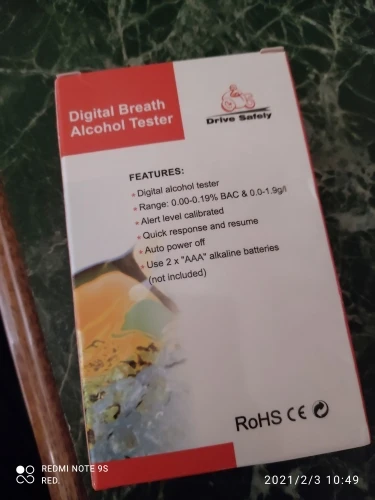 Digital Breath
Alcohol Tester
Drive Safely
FEATURES:
Digital alcohol tester
Range: 0.00-0.19% BAC & 0.0-1.9g/l
Alert level calibrated
Quick response and resume
Auto power off
Use 2 x "AAA" alkaline batteries
(not included)
RoHS CE
REDMI NOTE 9S
RED.
2021/2/3 10:49